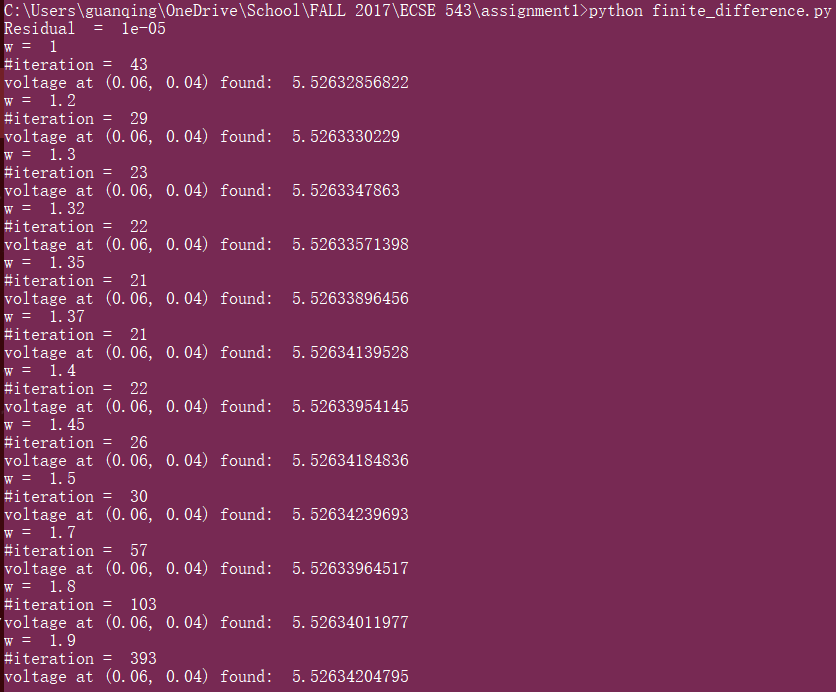 C:\Users\guanqing\OneDrive\School\FALL 2017\ECSE 543\assignment1>python finite_difference.py
Residual  =  1e-05
w =  1
#iteration =  43
voltage at (0.06, 0.04) found:  5.52632856822
w =  1.2
#iteration =  29
voltage at (0.06, 0.04) found:  5.5263330229
w =  1.3
#iteration =  23
voltage at (0.06, 0.04) found:  5.5263347863
w =  1.32
#iteration =  22
voltage at (0.06, 0.04) found:  5.52633571398
w =  1.35
#iteration =  21
voltage at (0.06, 0.04) found:  5.52633896456
w =  1.37
#iteration =  21
voltage at (0.06, 0.04) found:  5.52634139528
w =  1.4
#iteration =  22
voltage at (0.06, 0.04) found:  5.52633954145
w =  1.45
#iteration =  26
voltage at (0.06, 0.04) found:  5.52634184836
w =  1.5
#iteration =  30
voltage at (0.06, 0.04) found:  5.52634239693
w =  1.7
#iteration =  57
voltage at (0.06, 0.04) found:  5.52633964517
w =  1.8
#iteration =  103
voltage at (0.06, 0.04) found:  5.52634011977
w =  1.9
#iteration =  393
voltage at (0.06, 0.04) found:  5.52634204795